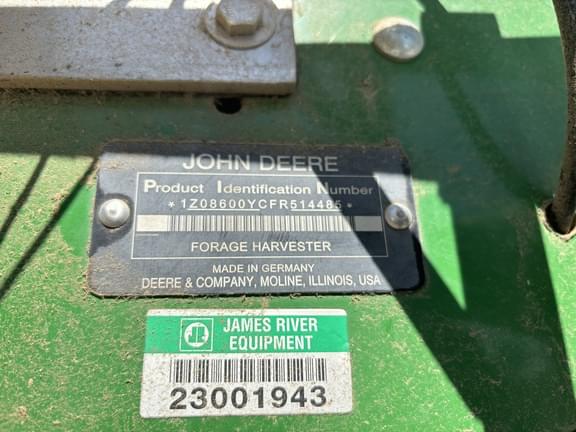 JOHN DEERE
Product Identification Number
*1Z08600YCFR514485*
FORAGE HARVESTER
MADE IN GERMANY
DEERE & COMPANY, MOLINE, ILLINOIS, USA
JAMES RIVER
EQUIPMENT
23001943